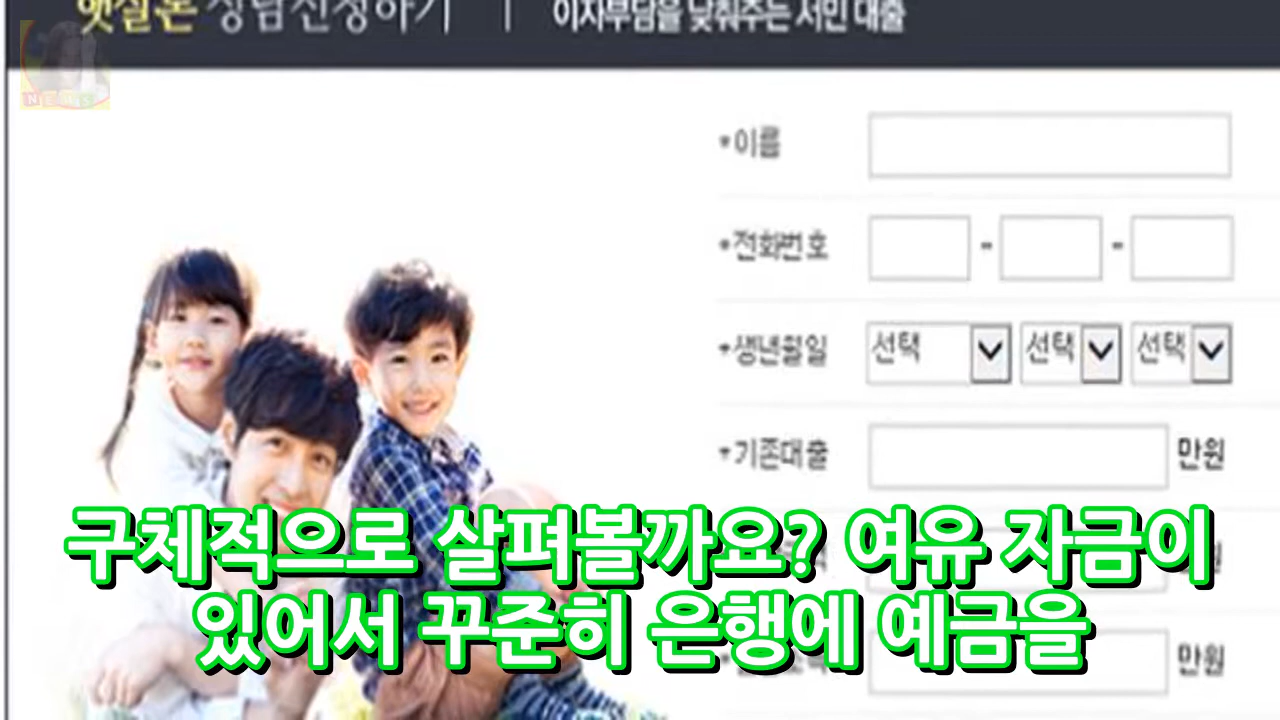 햇살론 상담신청하기 | 이자부담을 낮춰주는 서민 대출
NEWS
*이름
*전화번호 - -
*생년월일 선택 선택 선택
*기존대출 만원
구체적으로 살펴볼까요? 여유 자금이
있어서 꾸준히 은행에 예금을
만원